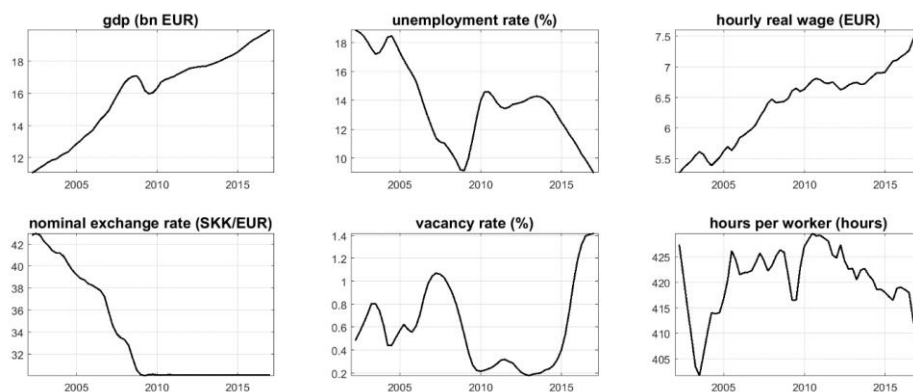 gdp (bn EUR)
18
16
14
12
2005 2010 2015
unemployment rate (%)
18
16
14
12
10
2005 2010 2015
hourly real wage (EUR)
7.5
7
6.5
6
5.5
2005 2010 2015
nominal exchange rate (SKK/EUR)
42
40
38
36
34
32
2005 2010 2015
vacancy rate (%)
1.4
1.2
1
0.8
0.6
0.4
0.2
2005 2010 2015
hours per worker (hours)
425
420
415
410
405
2005 2010 2015